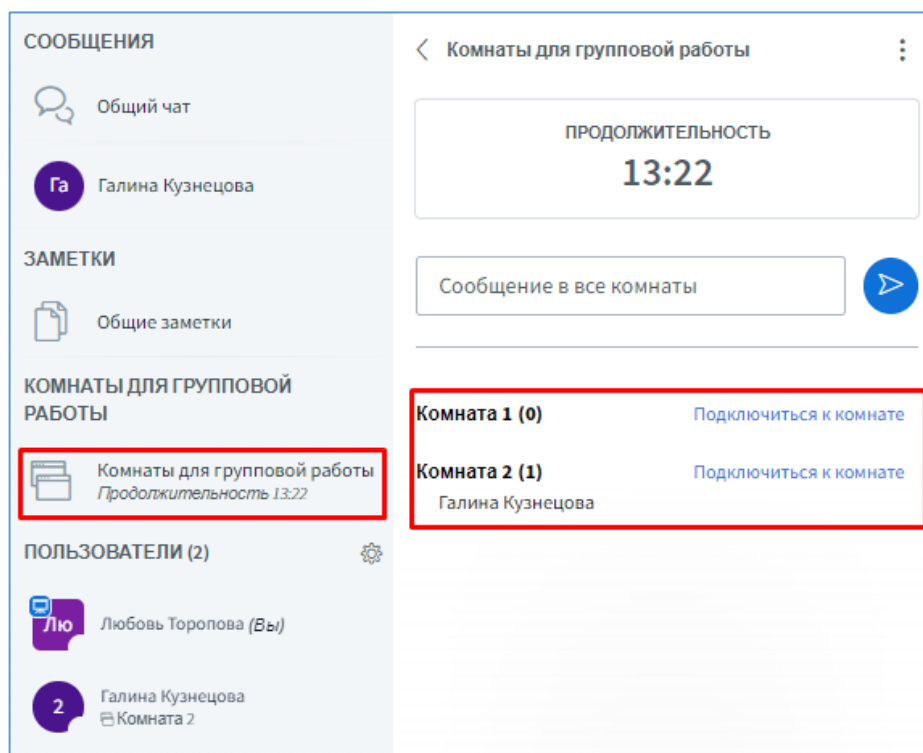 СООБЩЕНИЯ
Общий чат
Га
Галина Кузнецова
ЗАМЕТКИ
Общие заметки
КОМНАТЫ ДЛЯ ГРУППОВОЙ
РАБОТЫ
Комнаты для групповой работы
Продолжительность 13:22
ПОЛЬЗОВАТЕЛИ (2)
Лю
Любовь Торопова (Вы)
2
Галина Кузнецова
Комната 2
Комнаты для групповой работы
ПРОДОЛЖИТЕЛЬНОСТЬ
13:22
Сообщение в все комнаты
Комната 1 (0) Подключиться к комнате
Комната 2 (1) Подключиться к комнате
Галина Кузнецова